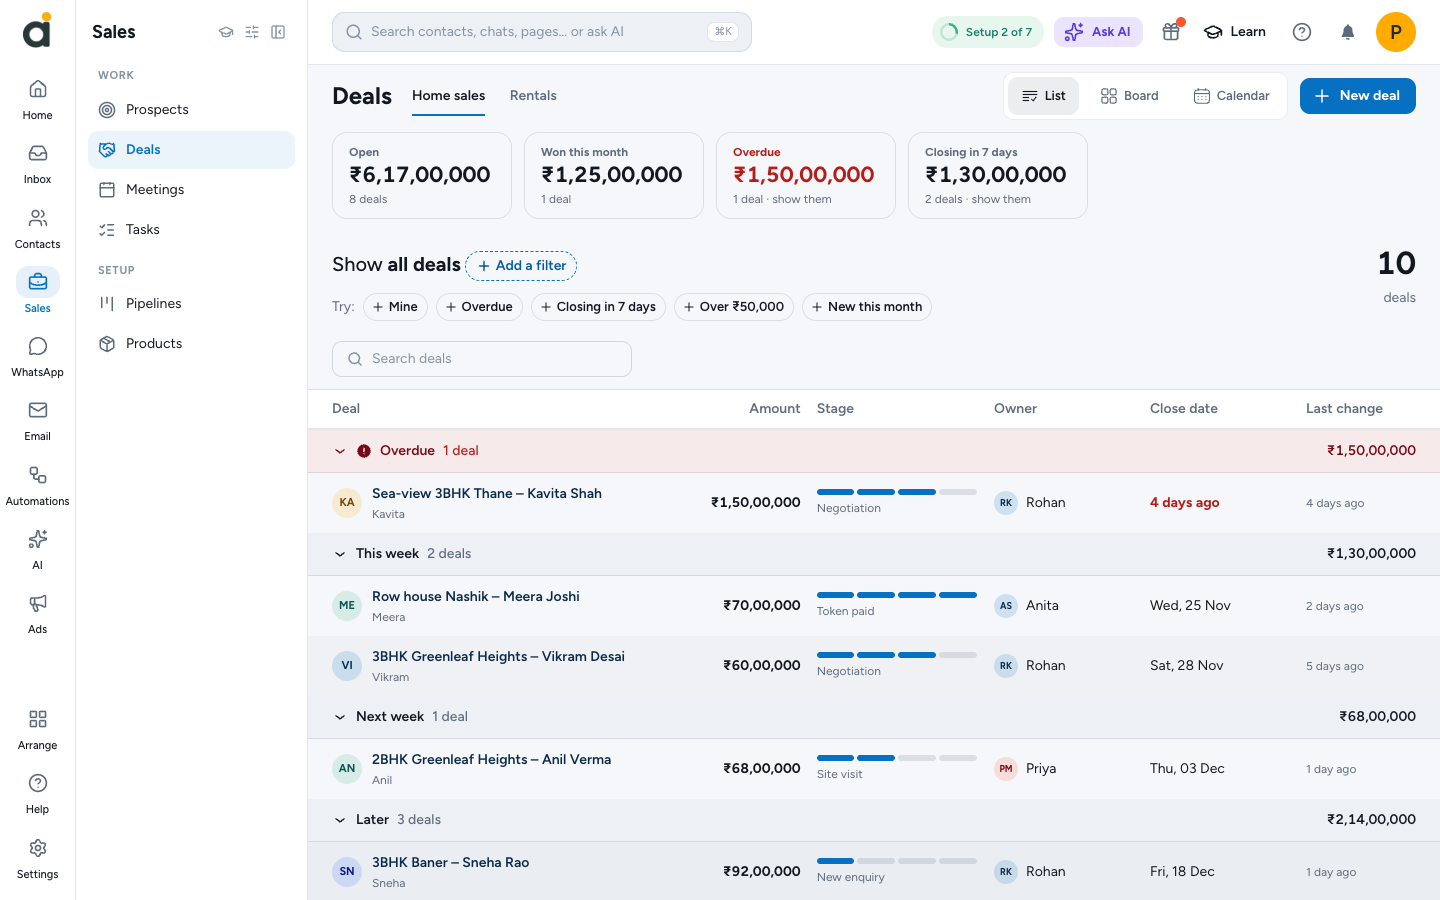 Home
Inbox
Contacts
Sales
WhatsApp
Email
Automations
AI
Ads
Arrange
Help
Settings
Sales
WORK
Prospects
Deals
Meetings
Tasks
SETUP
Pipelines
Products
Search contacts, chats, pages... or ask AI
⌘K
Setup 2 of 7
Ask AI
Learn
P
Deals
Home sales
Rentals
List
Board
Calendar
New deal
Open
₹6,17,00,000
8 deals
Won this month
₹1,25,00,000
1 deal
Overdue
₹1,50,00,000
1 deal · show them
Closing in 7 days
₹1,30,00,000
2 deals · show them
Show all deals
Add a filter
10
deals
Try:
Mine
Overdue
Closing in 7 days
Over ₹50,000
New this month
Search deals
Deal Amount Stage Owner Close date Last change
Overdue 1 deal ₹1,50,00,000
KA Sea-view 3BHK Thane – Kavita Shah
Kavita
₹1,50,00,000
Negotiation
RK Rohan
4 days ago
4 days ago
This week 2 deals ₹1,30,00,000
ME Row house Nashik – Meera Joshi
Meera
₹70,00,000
Token paid
AS Anita
Wed, 25 Nov
2 days ago
VI 3BHK Greenleaf Heights – Vikram Desai
Vikram
₹60,00,000
Negotiation
RK Rohan
Sat, 28 Nov
5 days ago
Next week 1 deal ₹68,00,000
AN 2BHK Greenleaf Heights – Anil Verma
Anil
₹68,00,000
Site visit
PM Priya
Thu, 03 Dec
1 day ago
Later 3 deals ₹2,14,00,000
SN 3BHK Baner – Sneha Rao
Sneha
₹92,00,000
New enquiry
RK Rohan
Fri, 18 Dec
1 day ago